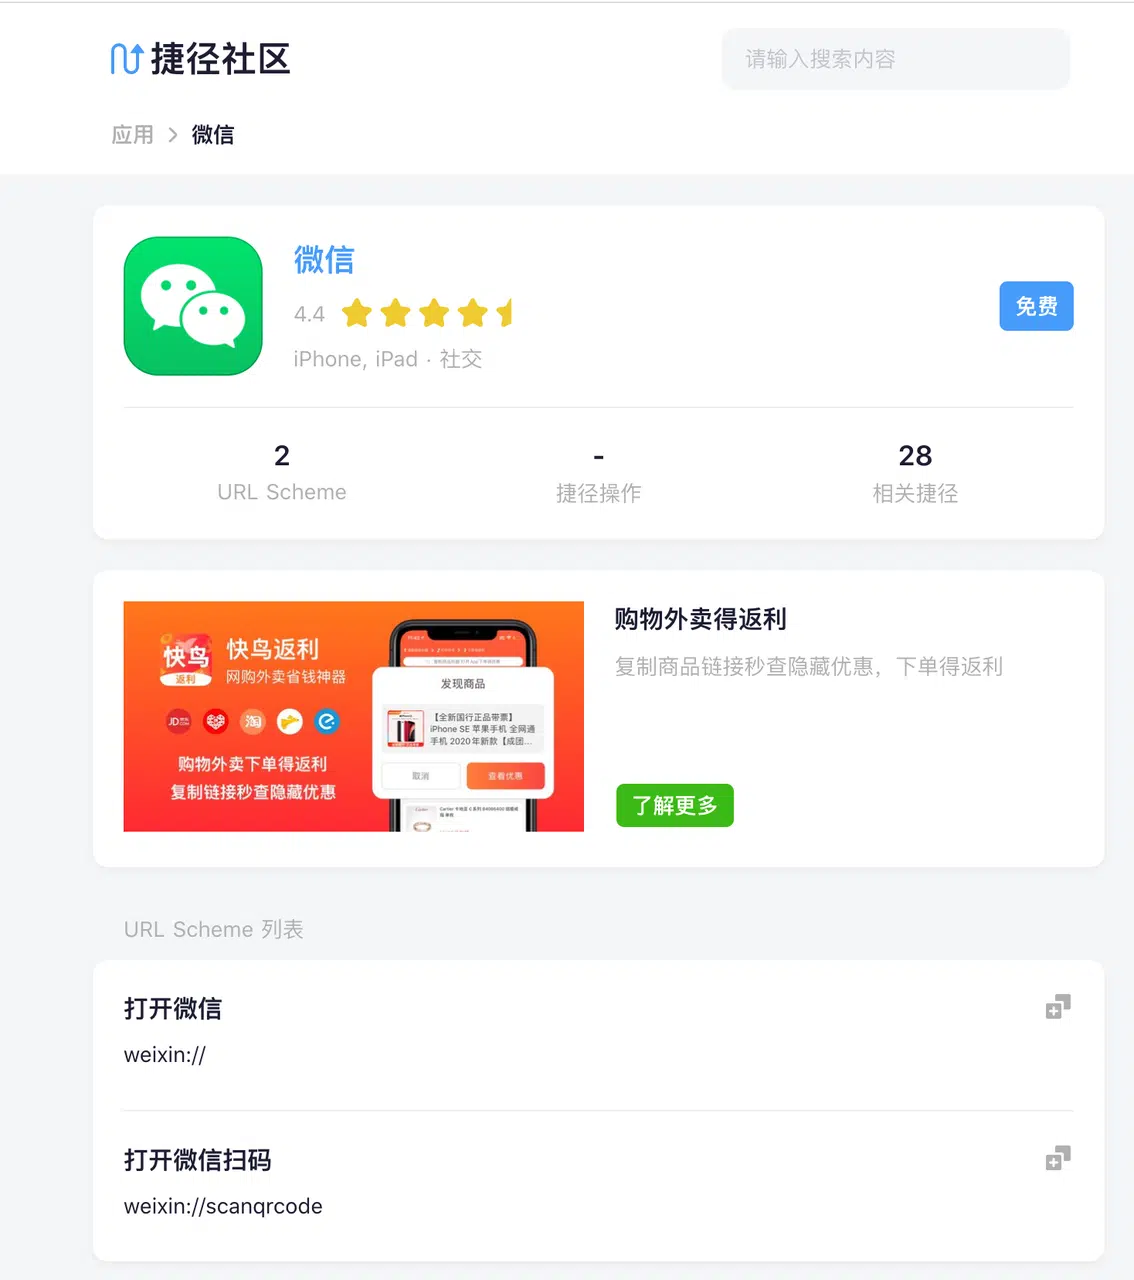 捷径社区
请输入搜索内容
应用 > 微信
微信
4.4
iPhone, iPad · 社交
免费
2
URL Scheme
-
捷径操作
28
相关捷径
快鸟
返利
快鸟返利
网购外卖省钱神器
JD
淘
购物外卖下单得返利
复制链接秒查隐藏优惠
发现商品
【全新国行正品带票】
iPhone SE 苹果手机 全网通
手机 2020年新款【成团...
取消
查看优惠
购物外卖得返利
复制商品链接秒查隐藏优惠，下单得返利
了解更多
URL Scheme 列表
打开微信
weixin://
打开微信扫码
weixin://scanqrcode